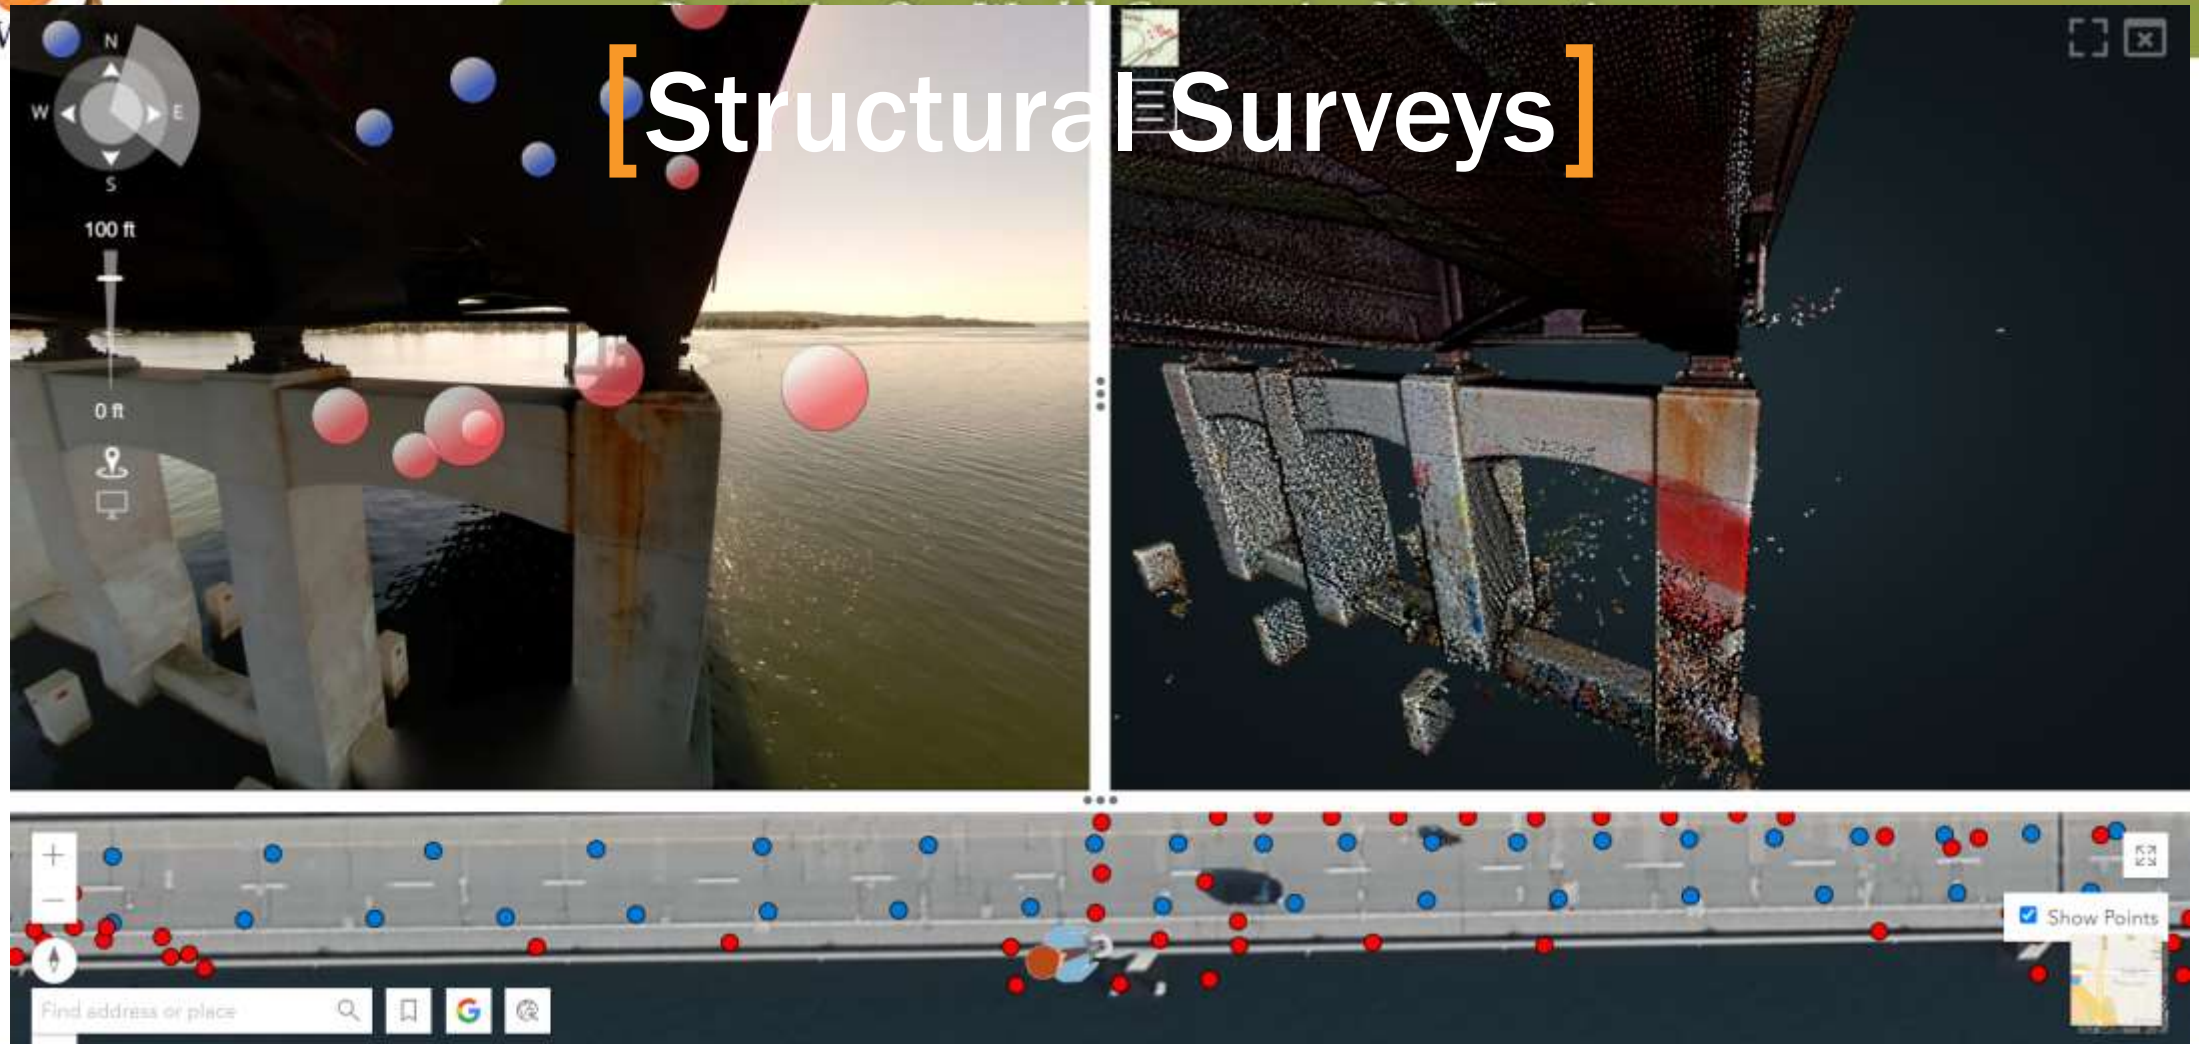 [Structural Surveys]
N
W E
S
100 ft
0 ft
Show Points
Find address or place
G